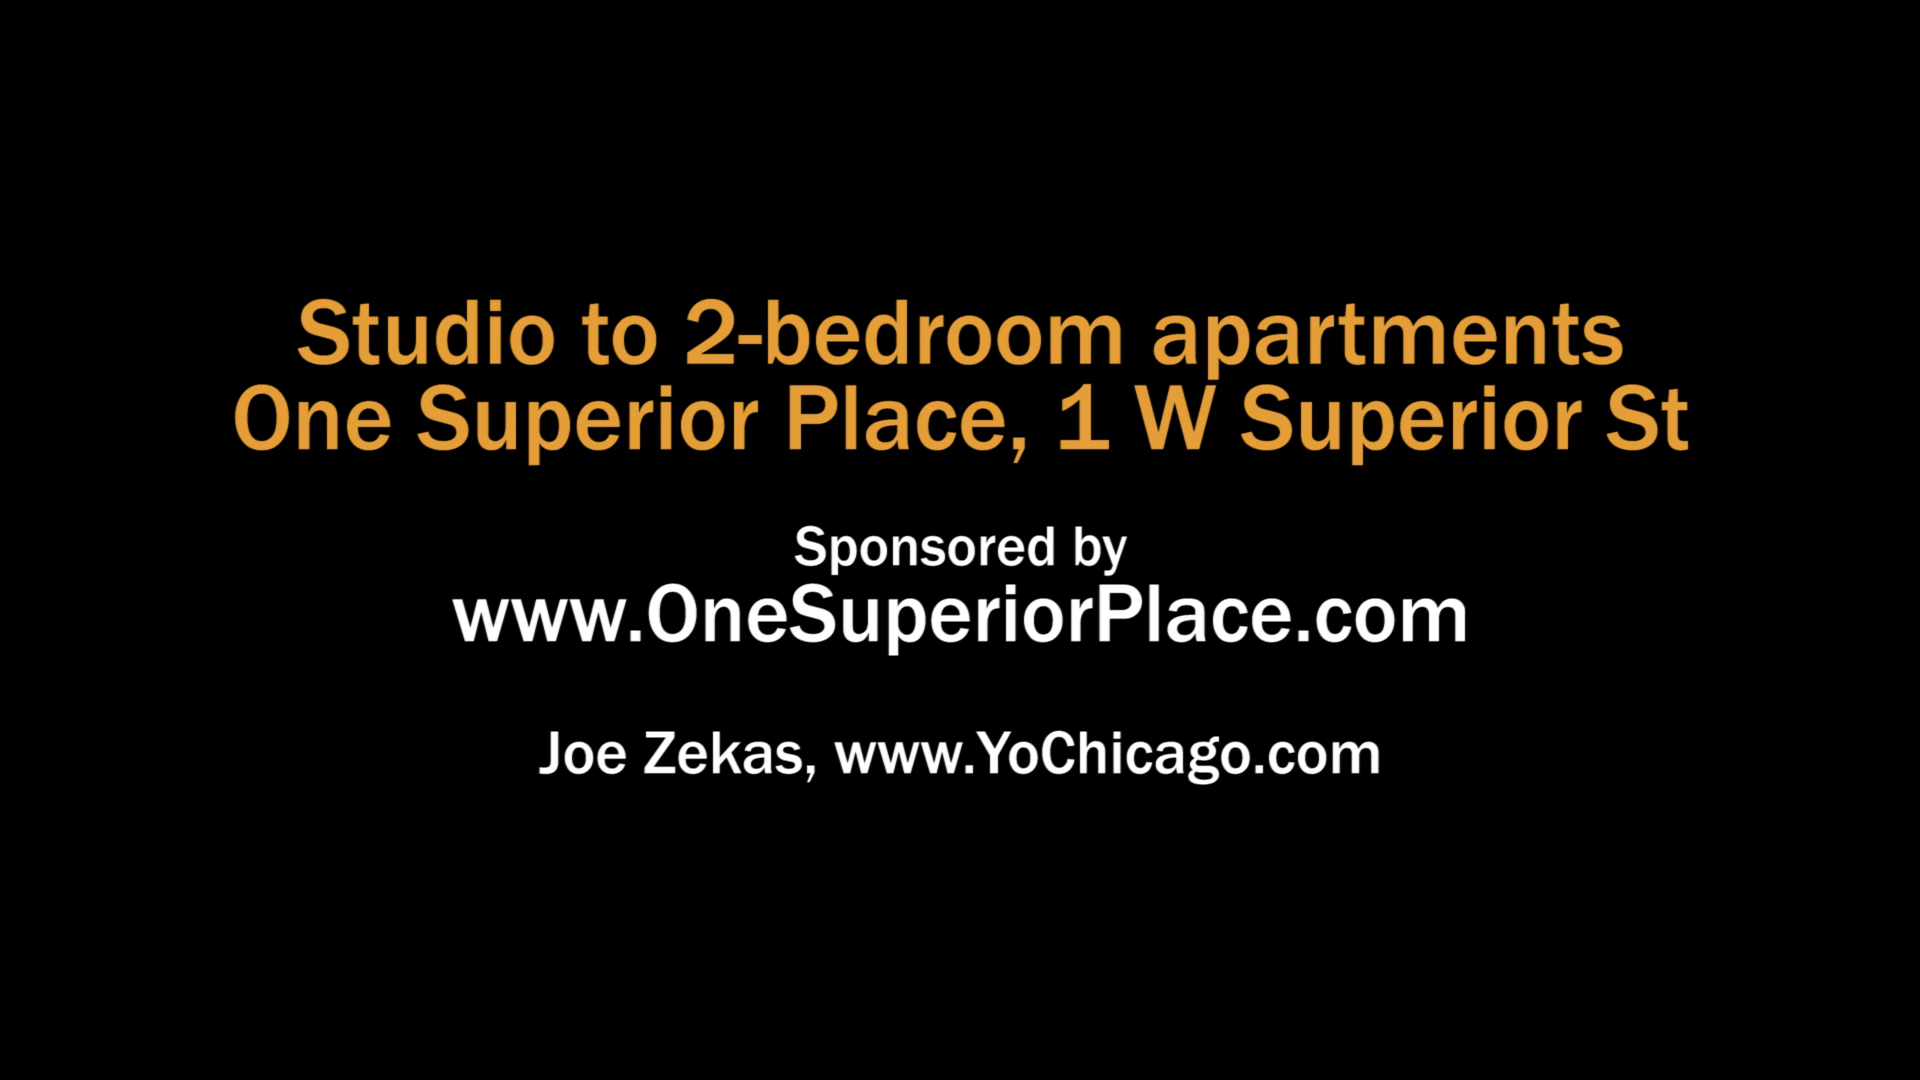 Studio to 2-bedroom apartments
One Superior Place, 1 W Superior St
Sponsored by
www.OneSuperiorPlace.com
Joe Zekas, www.YoChicago.com